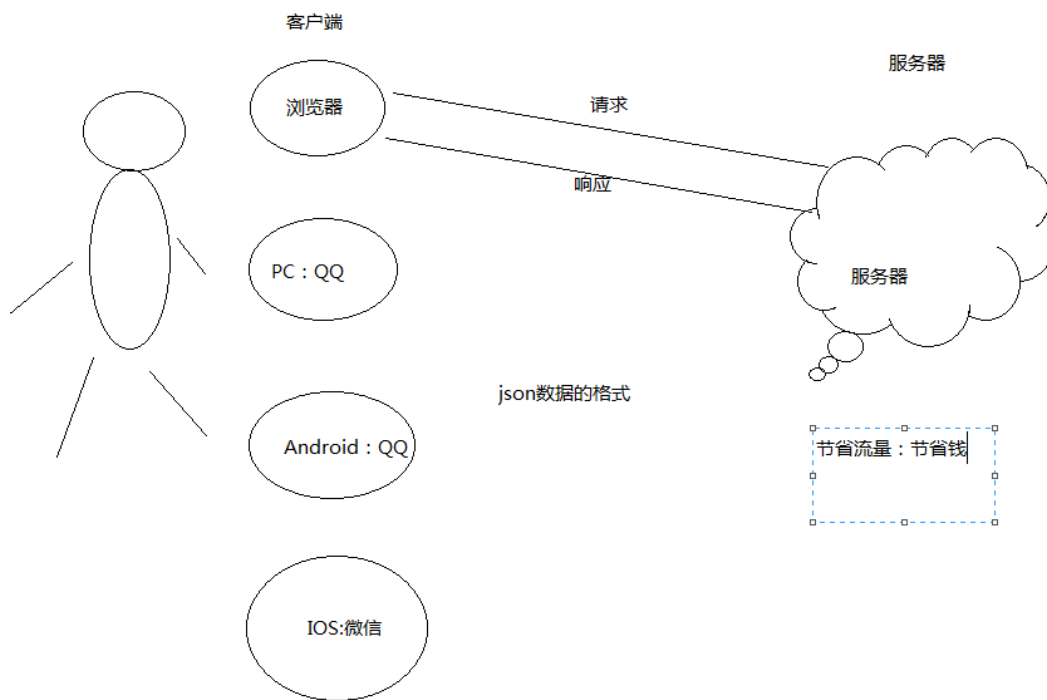 客户端
服务器
浏览器
请求
响应
PC：QQ
服务器
json数据的格式
Android：QQ
节省流量：节省钱
IOS:微信